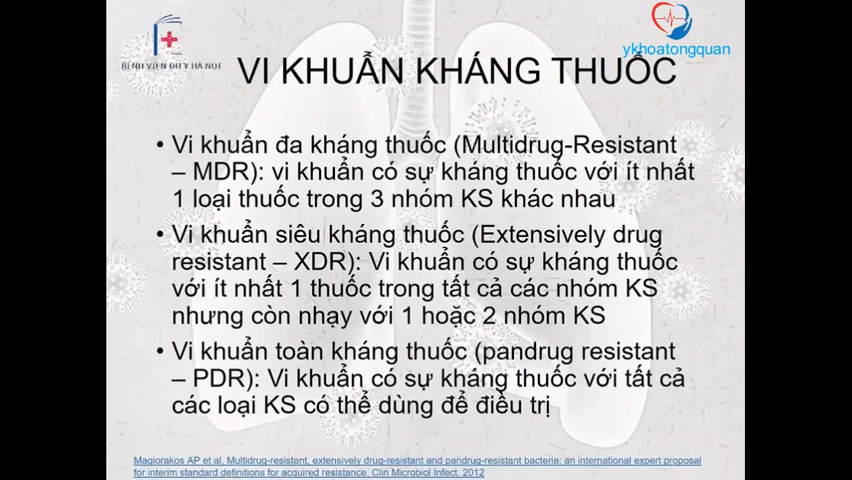 BỆNH VIỆN ĐHY HÀ NỘI
ykhoatongquan
VI KHUẨN KHÁNG THUỐC
• Vi khuẩn đa kháng thuốc (Multidrug-Resistant
– MDR): vi khuẩn có sự kháng thuốc với ít nhất
1 loại thuốc trong 3 nhóm KS khác nhau
• Vi khuẩn siêu kháng thuốc (Extensively drug
resistant – XDR): Vi khuẩn có sự kháng thuốc
với ít nhất 1 thuốc trong tất cả các nhóm KS
nhưng còn nhạy với 1 hoặc 2 nhóm KS
• Vi khuẩn toàn kháng thuốc (pandrug resistant
– PDR): Vi khuẩn có sự kháng thuốc với tất cả
các loại KS có thể dùng để điều trị
Magiorakos AP et al. Multidrug-resistant, extensively drug-resistant and pandrug-resistant bacteria: an international expert proposal
for interim standard definitions for acquired resistance. Clin Microbiol Infect. 2012